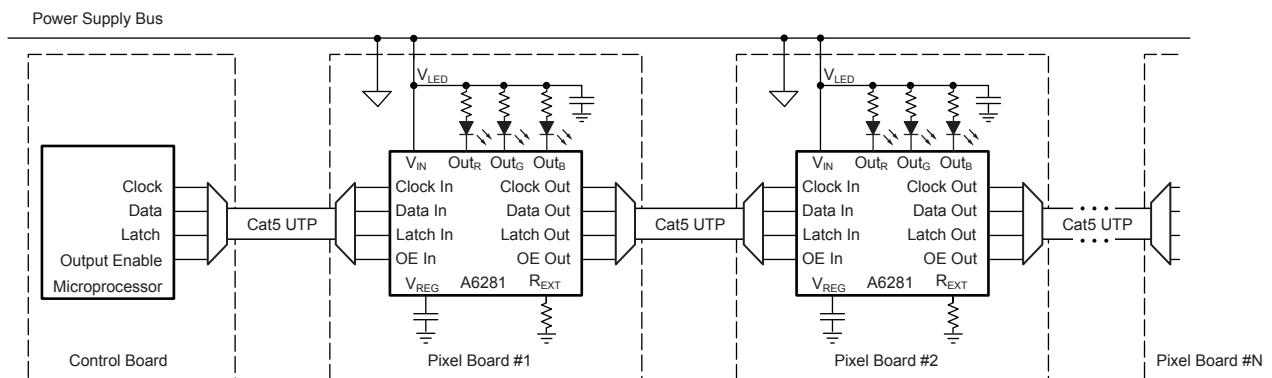 Power Supply Bus
Clock
Data
Latch
Output Enable
Microprocessor
Control Board
Cat5 UTP
VLED
VIN OutR OutG OutB
Clock In Clock Out
Data In Data Out
Latch In Latch Out
OE In OE Out
VREG A6281 REXT
Pixel Board #1
Cat5 UTP
VLED
VIN OutR OutG OutB
Clock In Clock Out
Data In Data Out
Latch In Latch Out
OE In OE Out
VREG A6281 REXT
Pixel Board #2
Cat5 UTP
Pixel Board #N